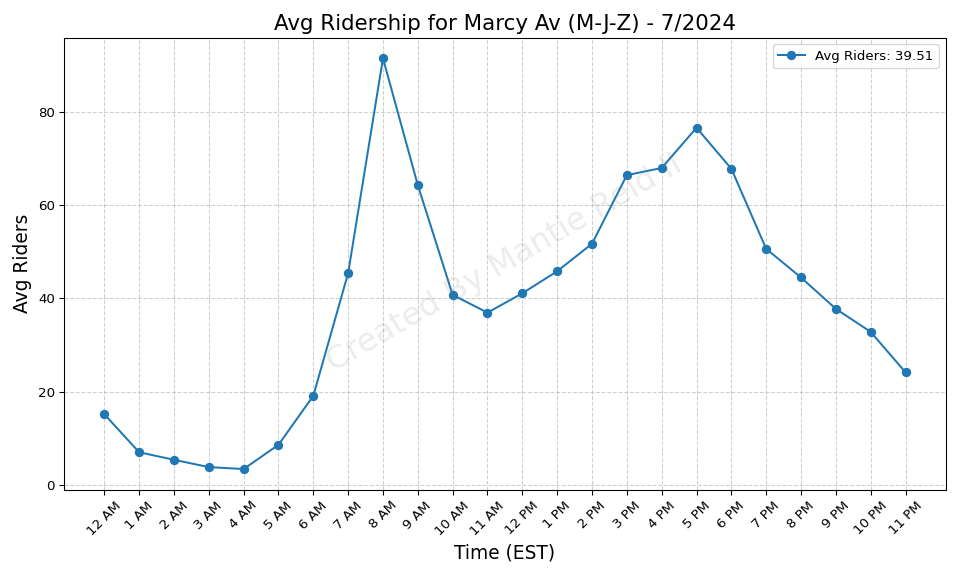 Avg Ridership for Marcy Av (M-J-Z) - 7/2024
Avg Riders: 39.51
Avg Riders
80
60
40
20
0
Created By Mantie Reid II
12 AM
1 AM
2 AM
3 AM
4 AM
5 AM
6 AM
7 AM
8 AM
9 AM
10 AM
11 AM
12 PM
1 PM
2 PM
3 PM
4 PM
5 PM
6 PM
7 PM
8 PM
9 PM
10 PM
11 PM
Time (EST)